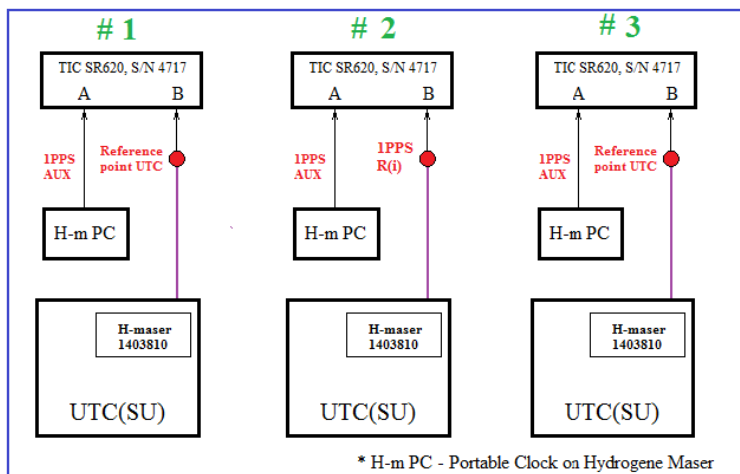 # 1
TIC SR620, S/N 4717
A B
1PPS
AUX
Reference
point UTC
H-m PC
H-maser
1403810
UTC(SU)
# 2
TIC SR620, S/N 4717
A B
1PPS
AUX
1PPS
R(i)
H-m PC
H-maser
1403810
UTC(SU)
# 3
TIC SR620, S/N 4717
A B
1PPS
AUX
Reference
point UTC
H-m PC
H-maser
1403810
UTC(SU)
* H-m PC - Portable Clock on Hydrogene Maser